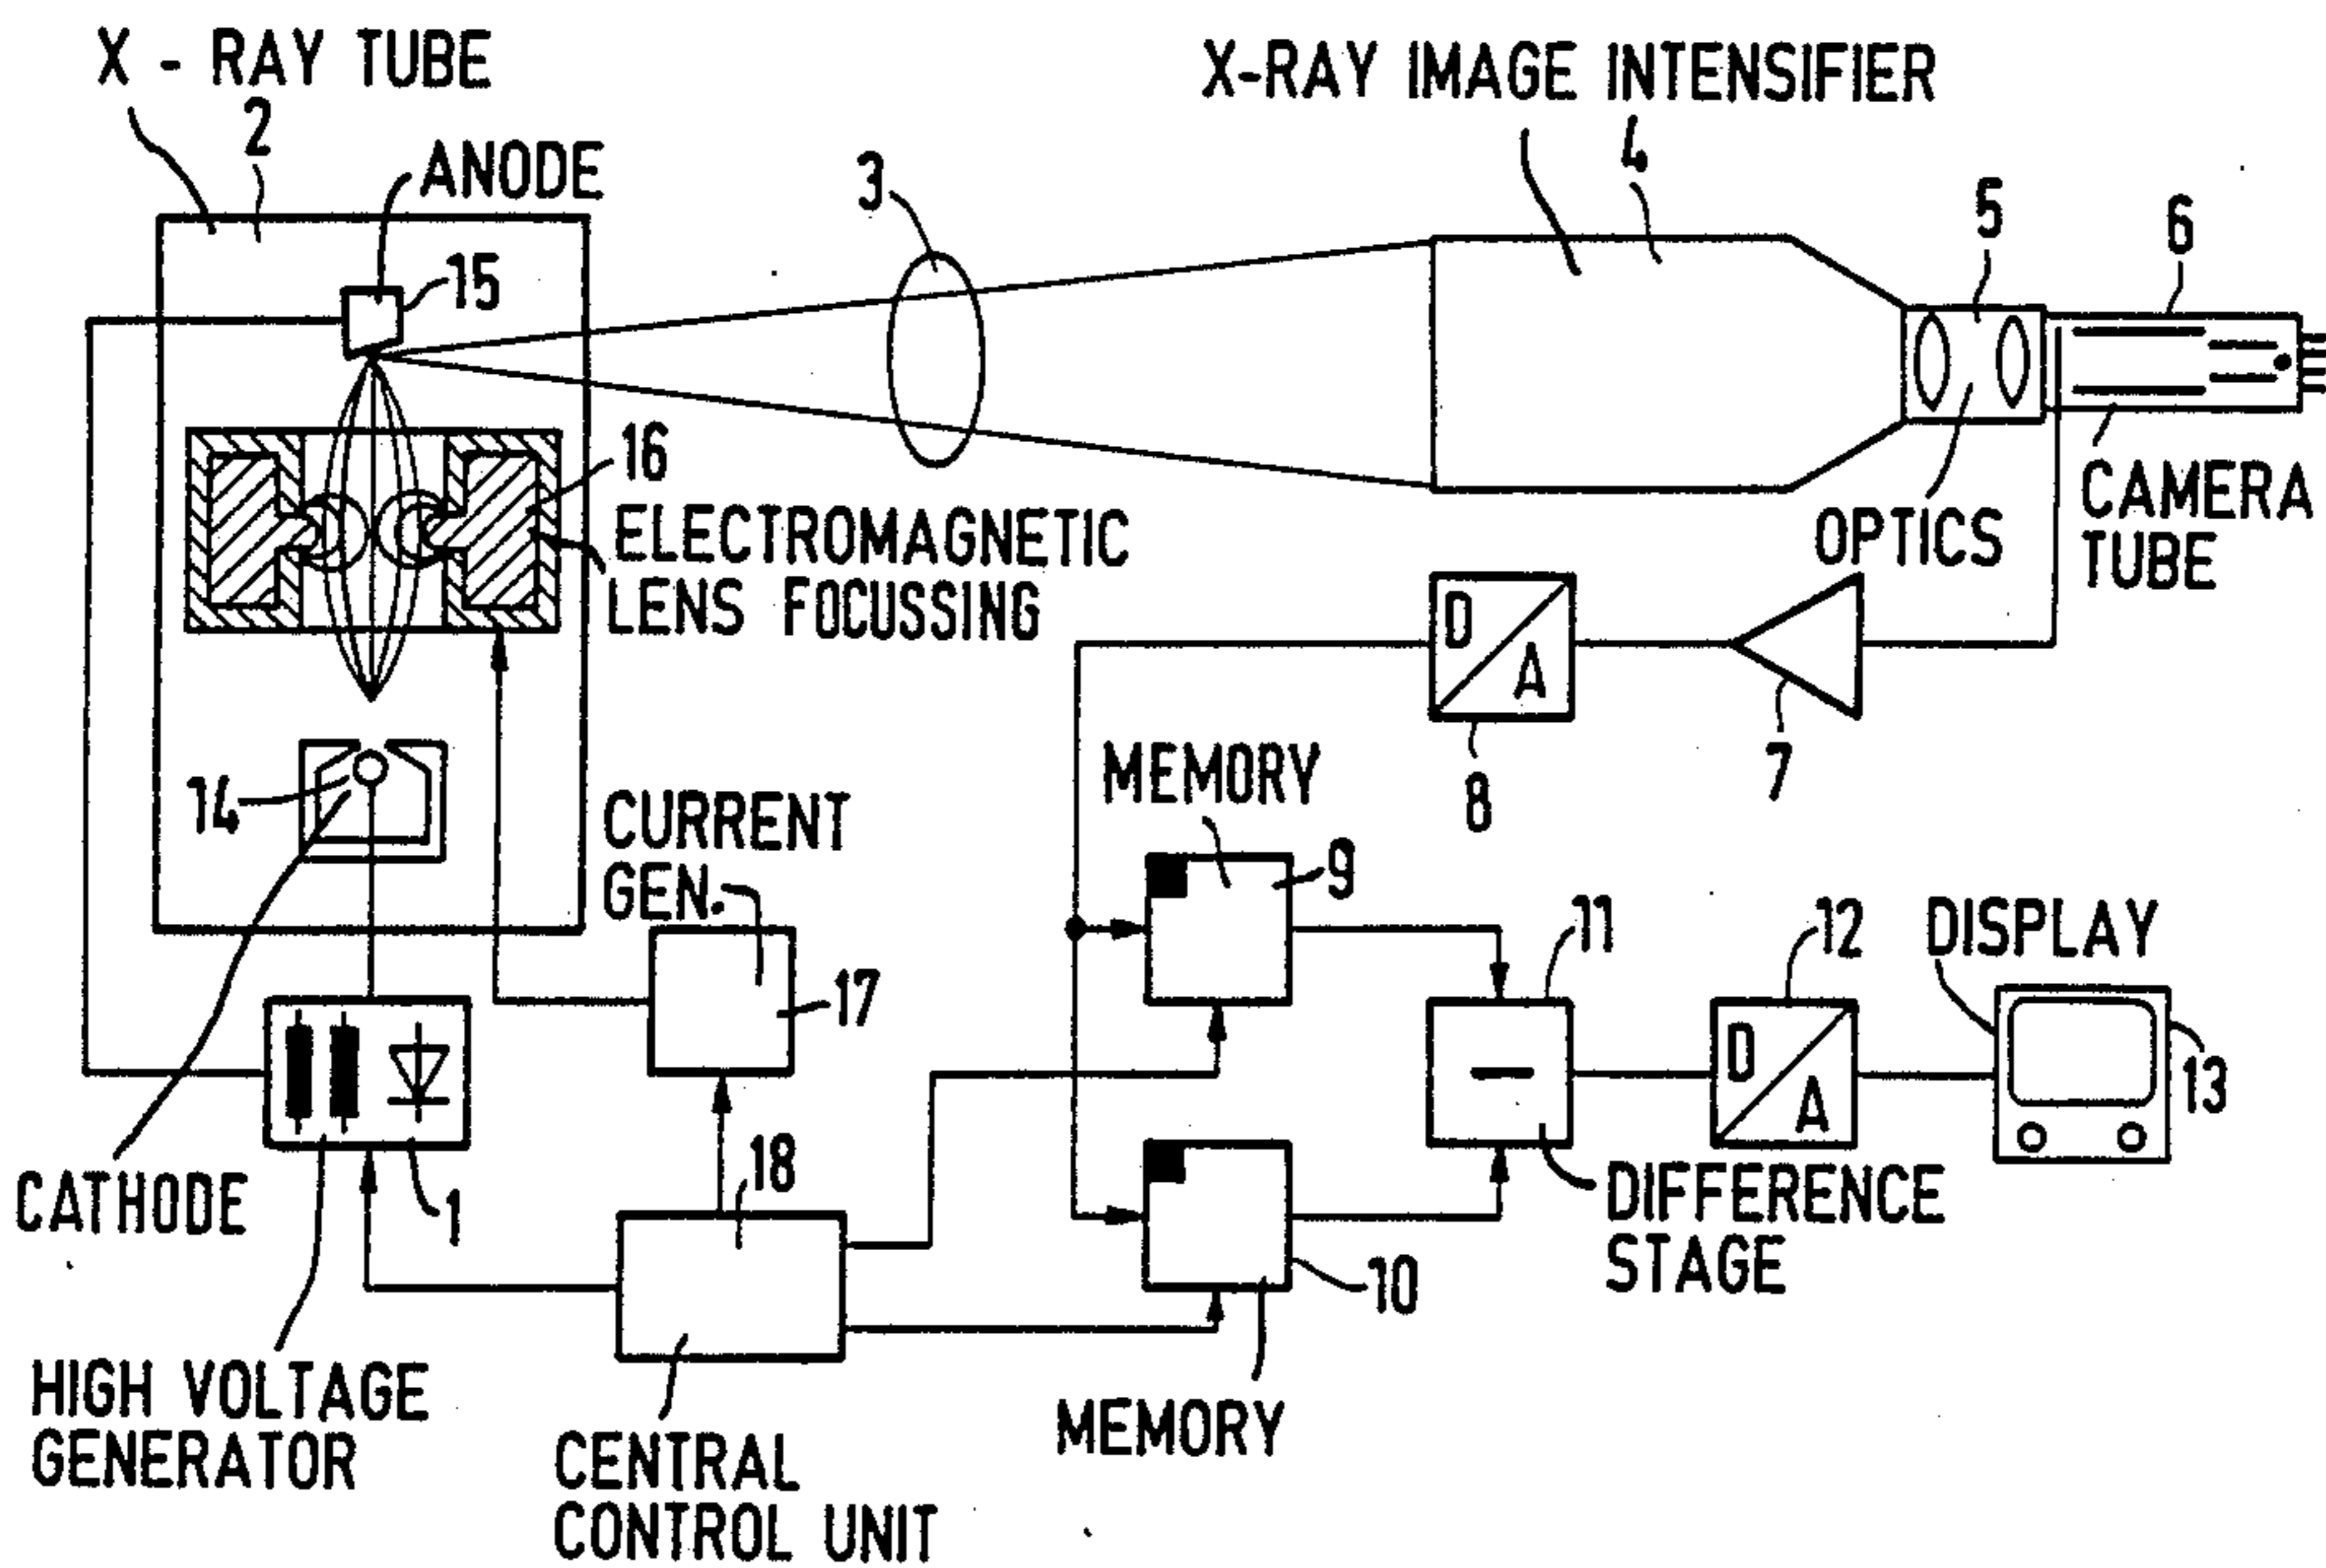 X - RAY TUBE
2
ANODE
15
3
X-RAY IMAGE INTENSIFIER
4
5
6
16
ELECTROMAGNETIC
LENS FOCUSSING
OPTICS
CAMERA
TUBE
D
A
8
7
14
CURRENT
GEN.
17
MEMORY
9
11
12
DISPLAY
13
D
A
CATHODE
1
18
10
DIFFERENCE
STAGE
HIGH VOLTAGE
GENERATOR
CENTRAL
CONTROL UNIT
MEMORY